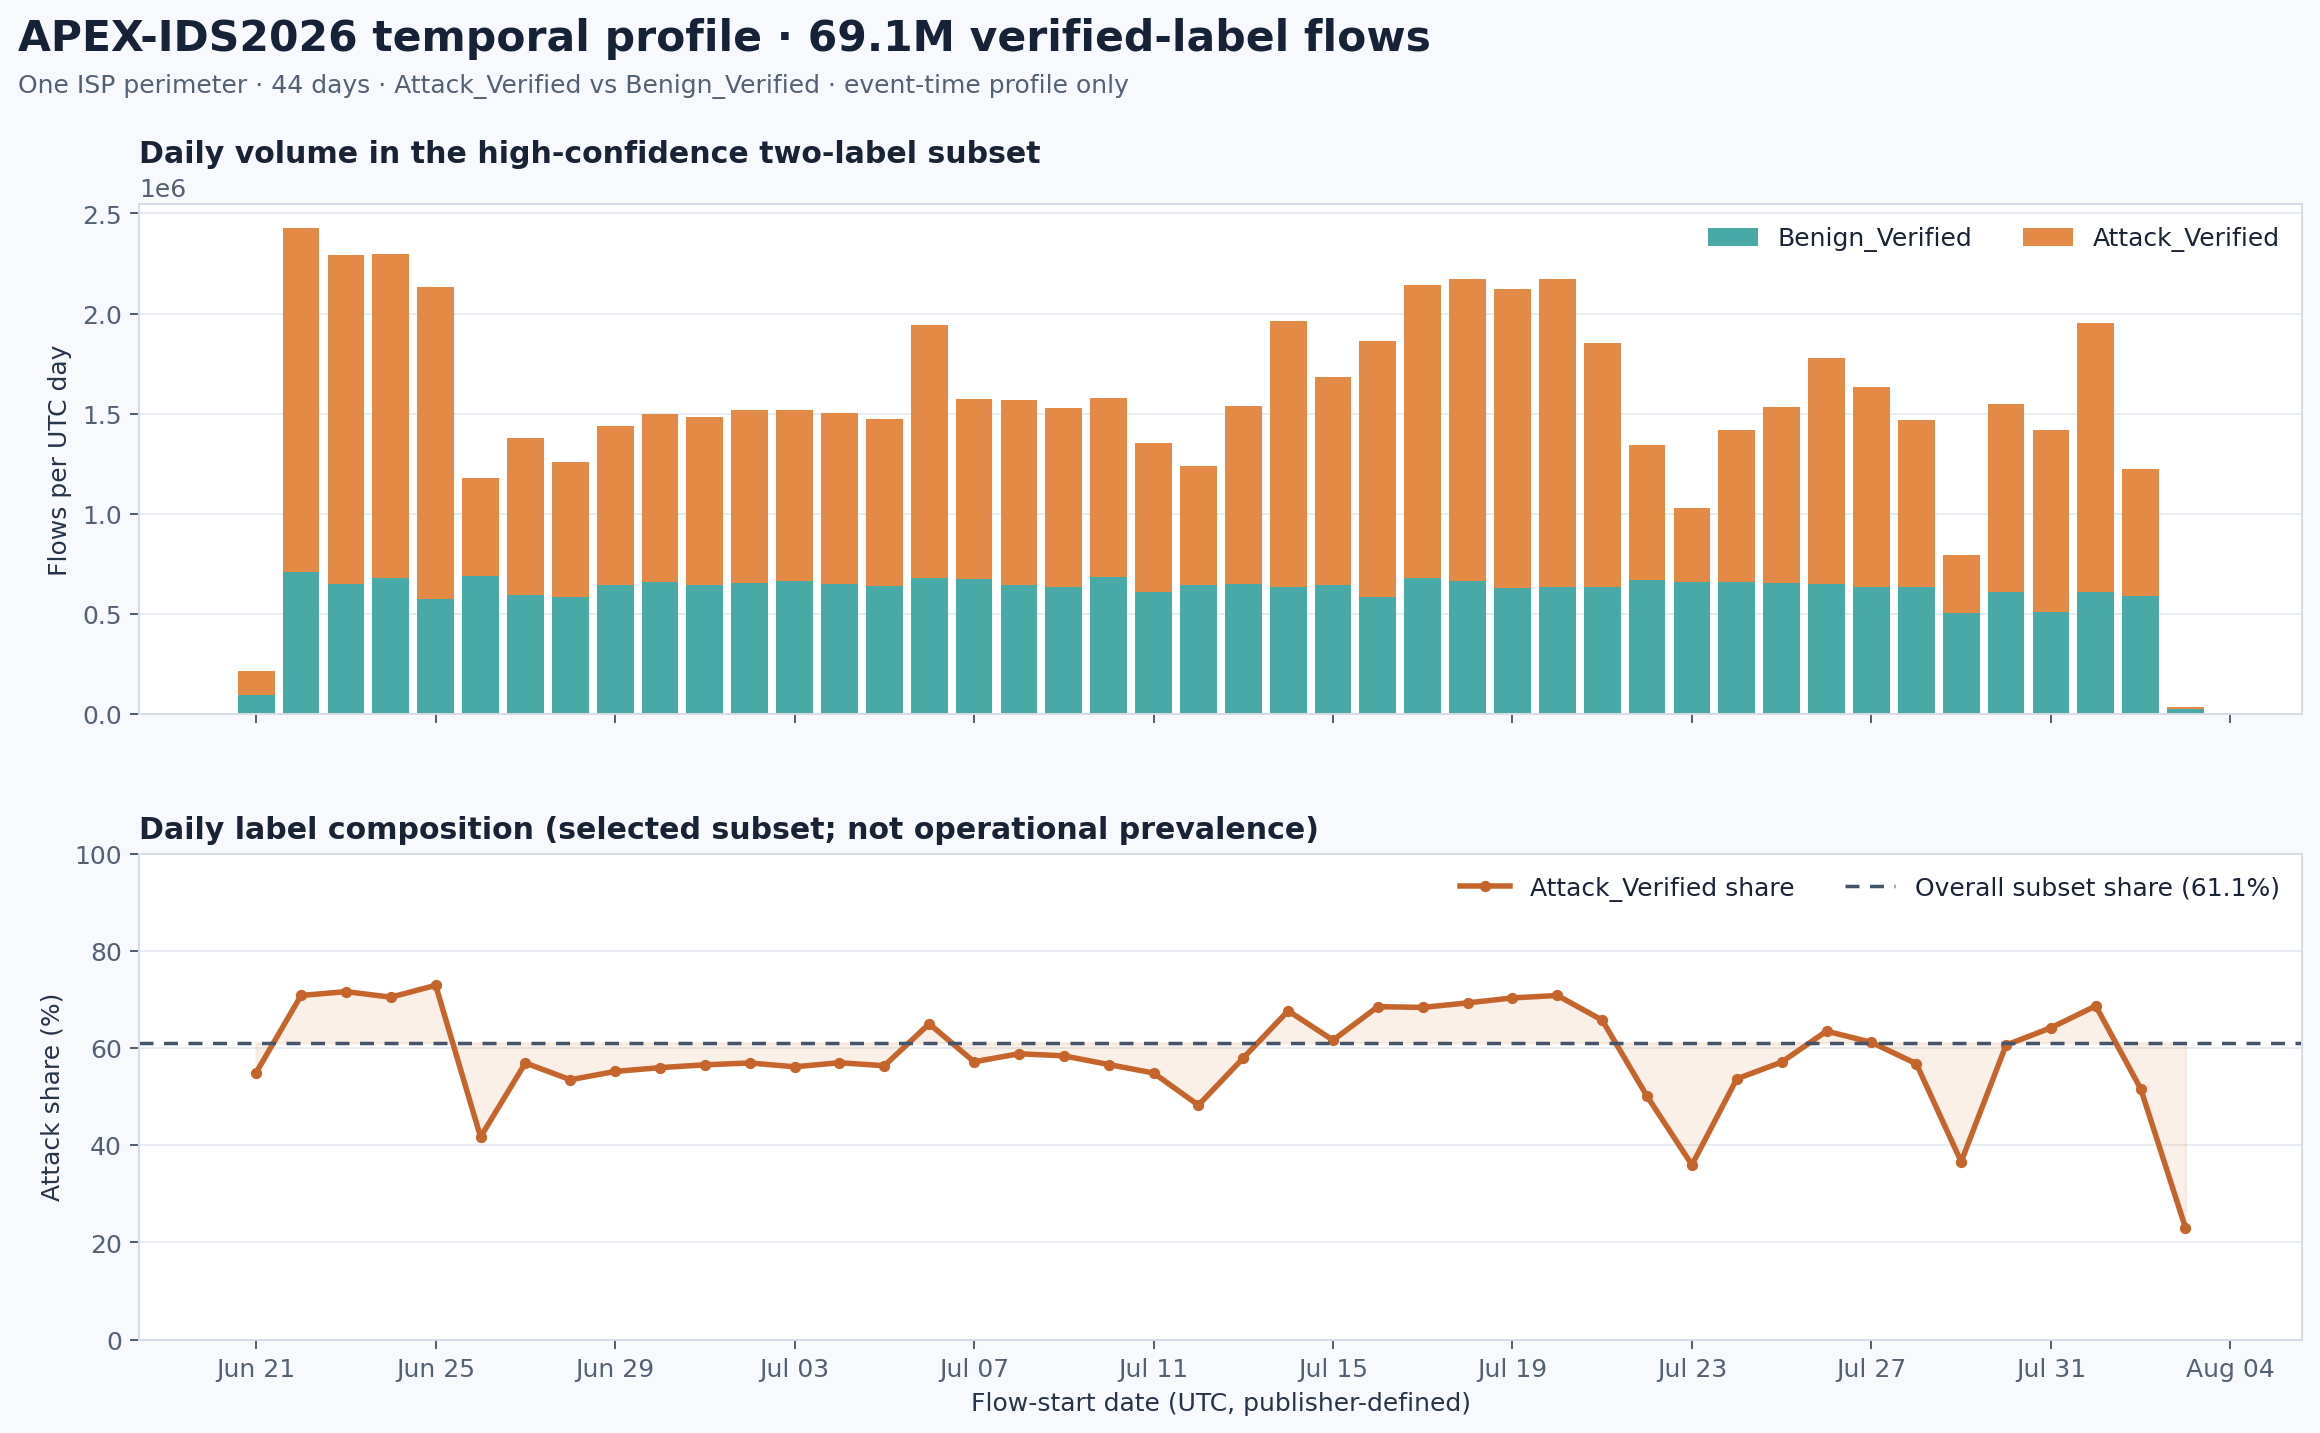 APEX-IDS2026 temporal profile · 69.1M verified-label flows
One ISP perimeter · 44 days · Attack_Verified vs Benign_Verified · event-time profile only
Daily volume in the high-confidence two-label subset
1e6
2.5
2.0
1.5
1.0
0.5
0.0
Flows per UTC day
Benign_Verified
Attack_Verified
Daily label composition (selected subset; not operational prevalence)
100
80
60
40
20
0
Attack share (%)
Attack_Verified share
Overall subset share (61.1%)
Jun 21
Jun 25
Jun 29
Jul 03
Jul 07
Jul 11
Jul 15
Jul 19
Jul 23
Jul 27
Jul 31
Aug 04
Flow-start date (UTC, publisher-defined)